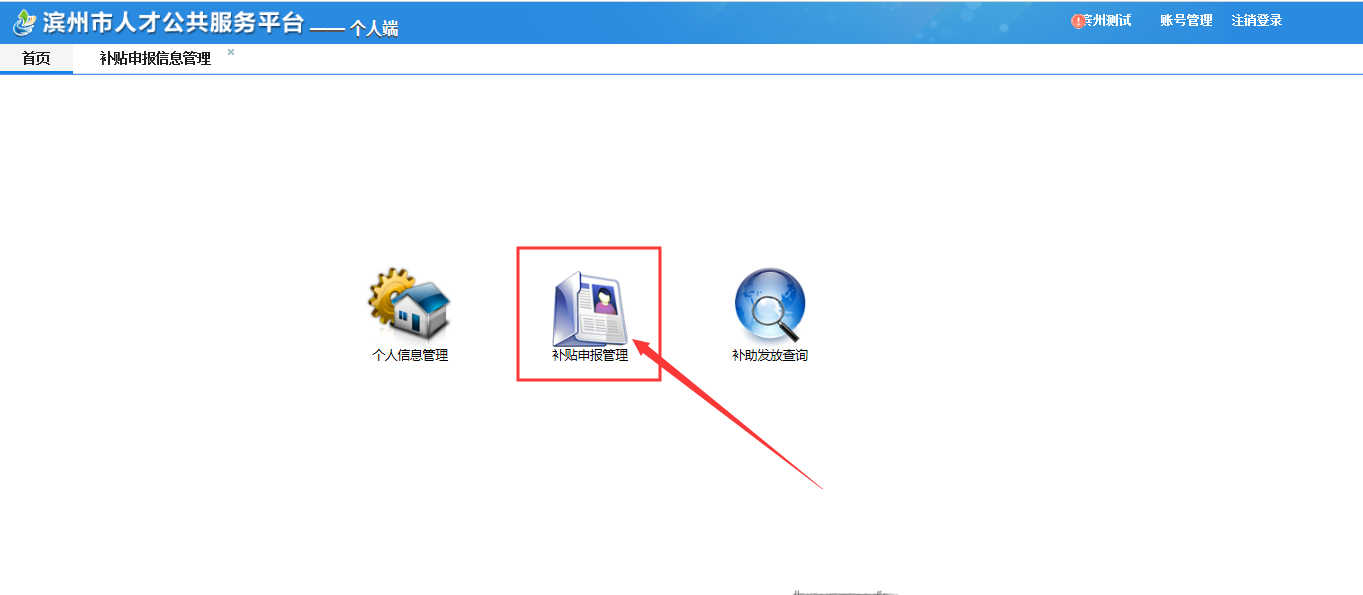 滨州市人才公共服务平台 —— 个人端
滨州测试 账号管理 注销登录
首页 补贴申报信息管理 ×
个人信息管理 补贴申报管理 补助发放查询